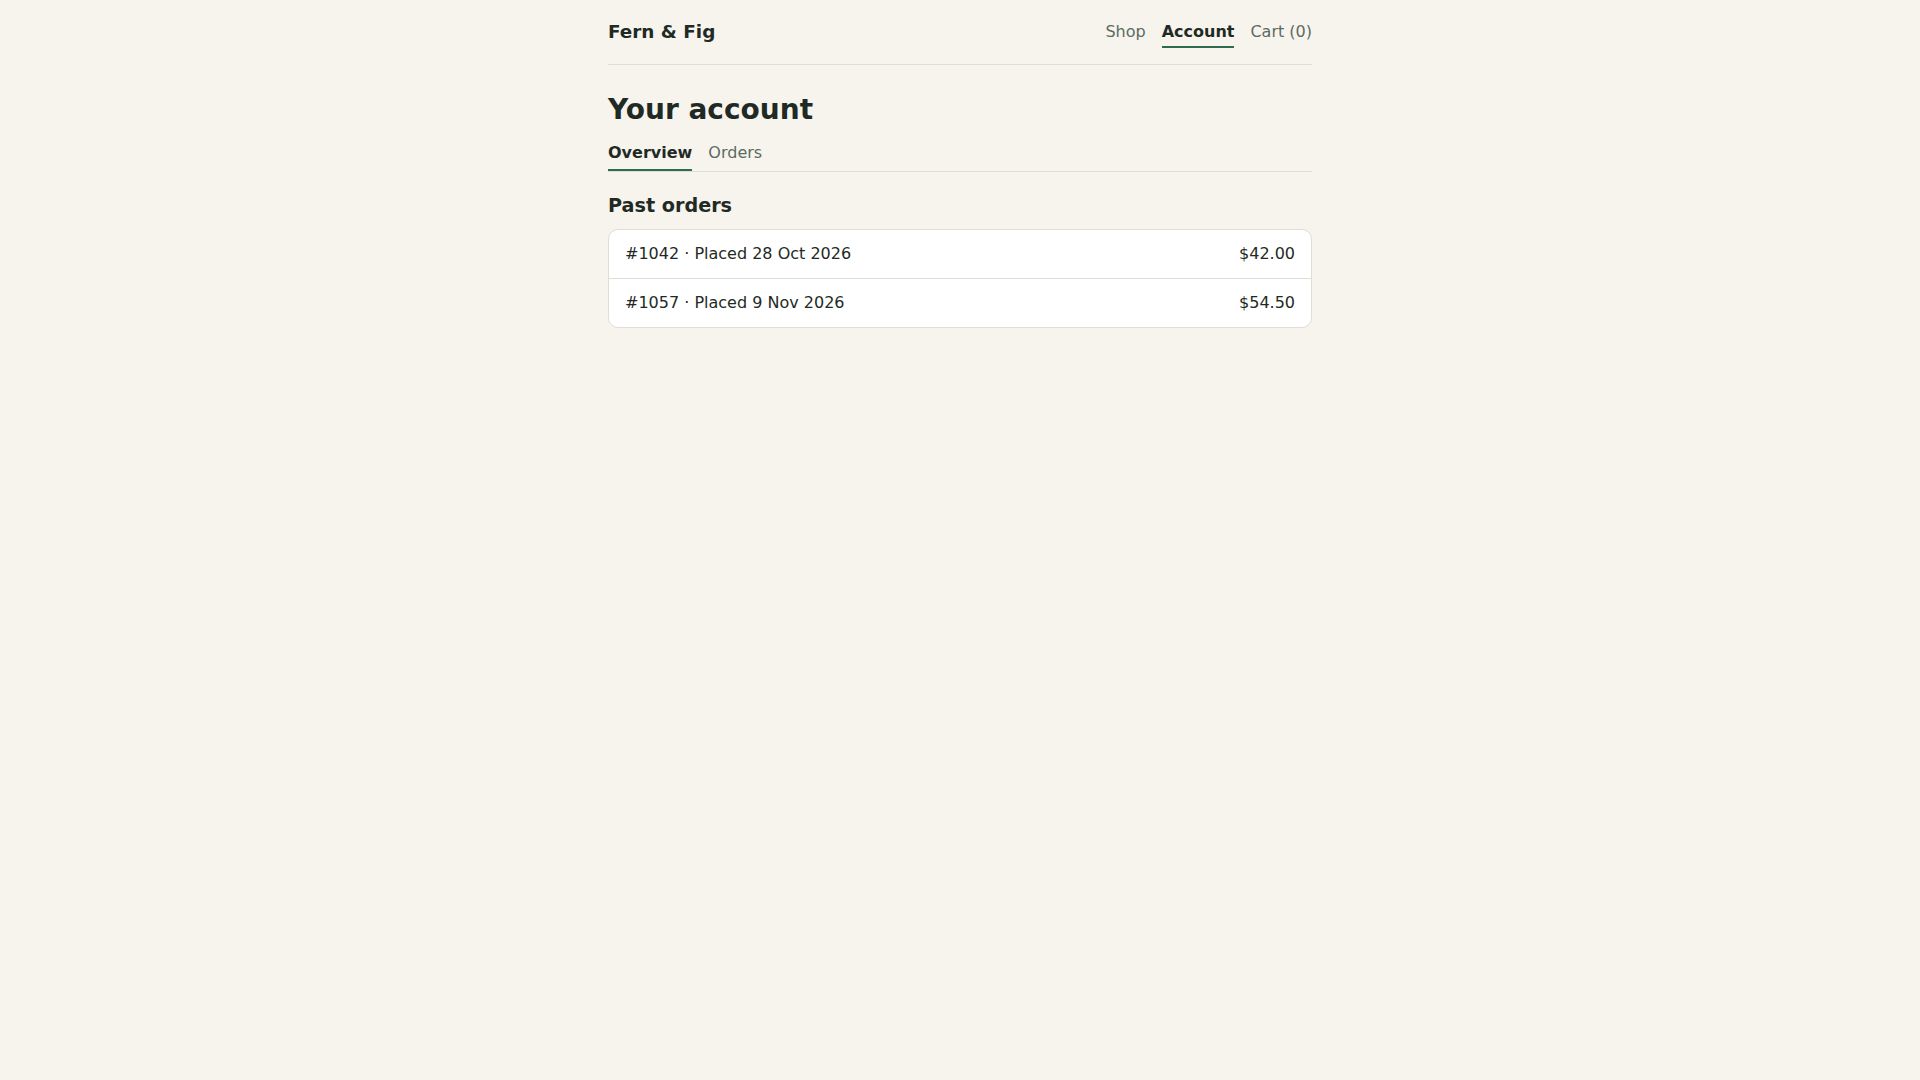 Fern & Fig
Shop Account Cart (0)
Your account
Overview Orders
Past orders
#1042 · Placed 28 Oct 2026 $42.00
#1057 · Placed 9 Nov 2026 $54.50